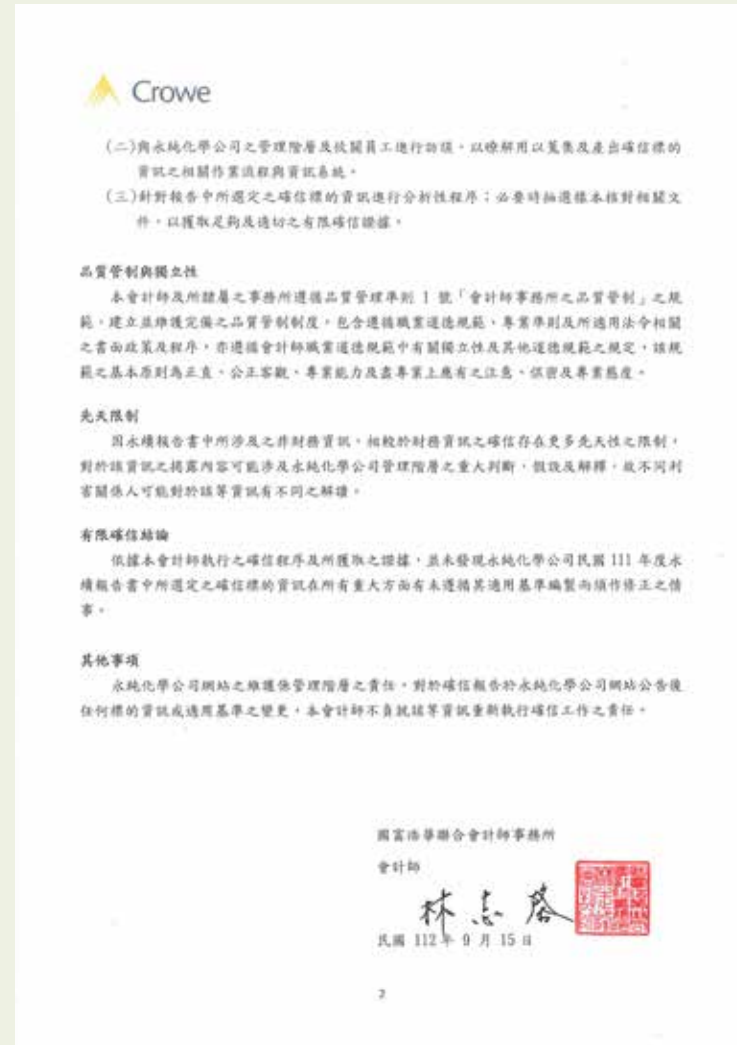 Crowe
(二)與永純化學公司之管理階層及攸關員工進行訪談,以瞭解用以蒐集及產出確信標的
資訊之相關作業流程與資訊系統。
(三)針對報告中所選定之確信標的資訊進行分析性程序;必要時抽選樣本核對相關文
件,以獲取足夠及適切之有限確信證據。
品質管制與獨立性
本會計師及所隸屬之事務所遵循品質管理準則 1 號「會計師事務所之品質管制」之規
範,建立並維護完備之品質管制制度,包含遵循職業道德規範、專業準則及所適用法令相關
之書面政策及程序,亦遵循會計師職業道德規範中有關獨立性及其他道德規範之規定,該規
範之基本原則為正直、公正客觀、專業能力及盡專業上應有之注意、保密及專業態度。
先天限制
因永續報告書中所涉及之非財務資訊,相較於財務資訊之確信存在更多先天性之限制,
對於該資訊之揭露內容可能涉及永純化學公司管理階層之重大判斷、假設及解釋,故不同利
害關係人可能對於該等資訊有不同之解讀。
有限確信結論
依據本會計師執行之確信程序及所獲取之證據,並未發現永純化學公司民國 111 年度永
續報告書中所選定之確信標的資訊在所有重大方面有未遵循其適用基準編製而須作修正之情
事。
其他事項
永純化學公司網站之維護係管理階層之責任,對於確信報告於永純化學公司網站公告後
任何標的資訊或適用基準之變更,本會計師不負就該等資訊重新執行確信工作之責任。
國富浩華聯合會計師事務所
會計師
林志隆
民國 112 年 9 月 15 日
2